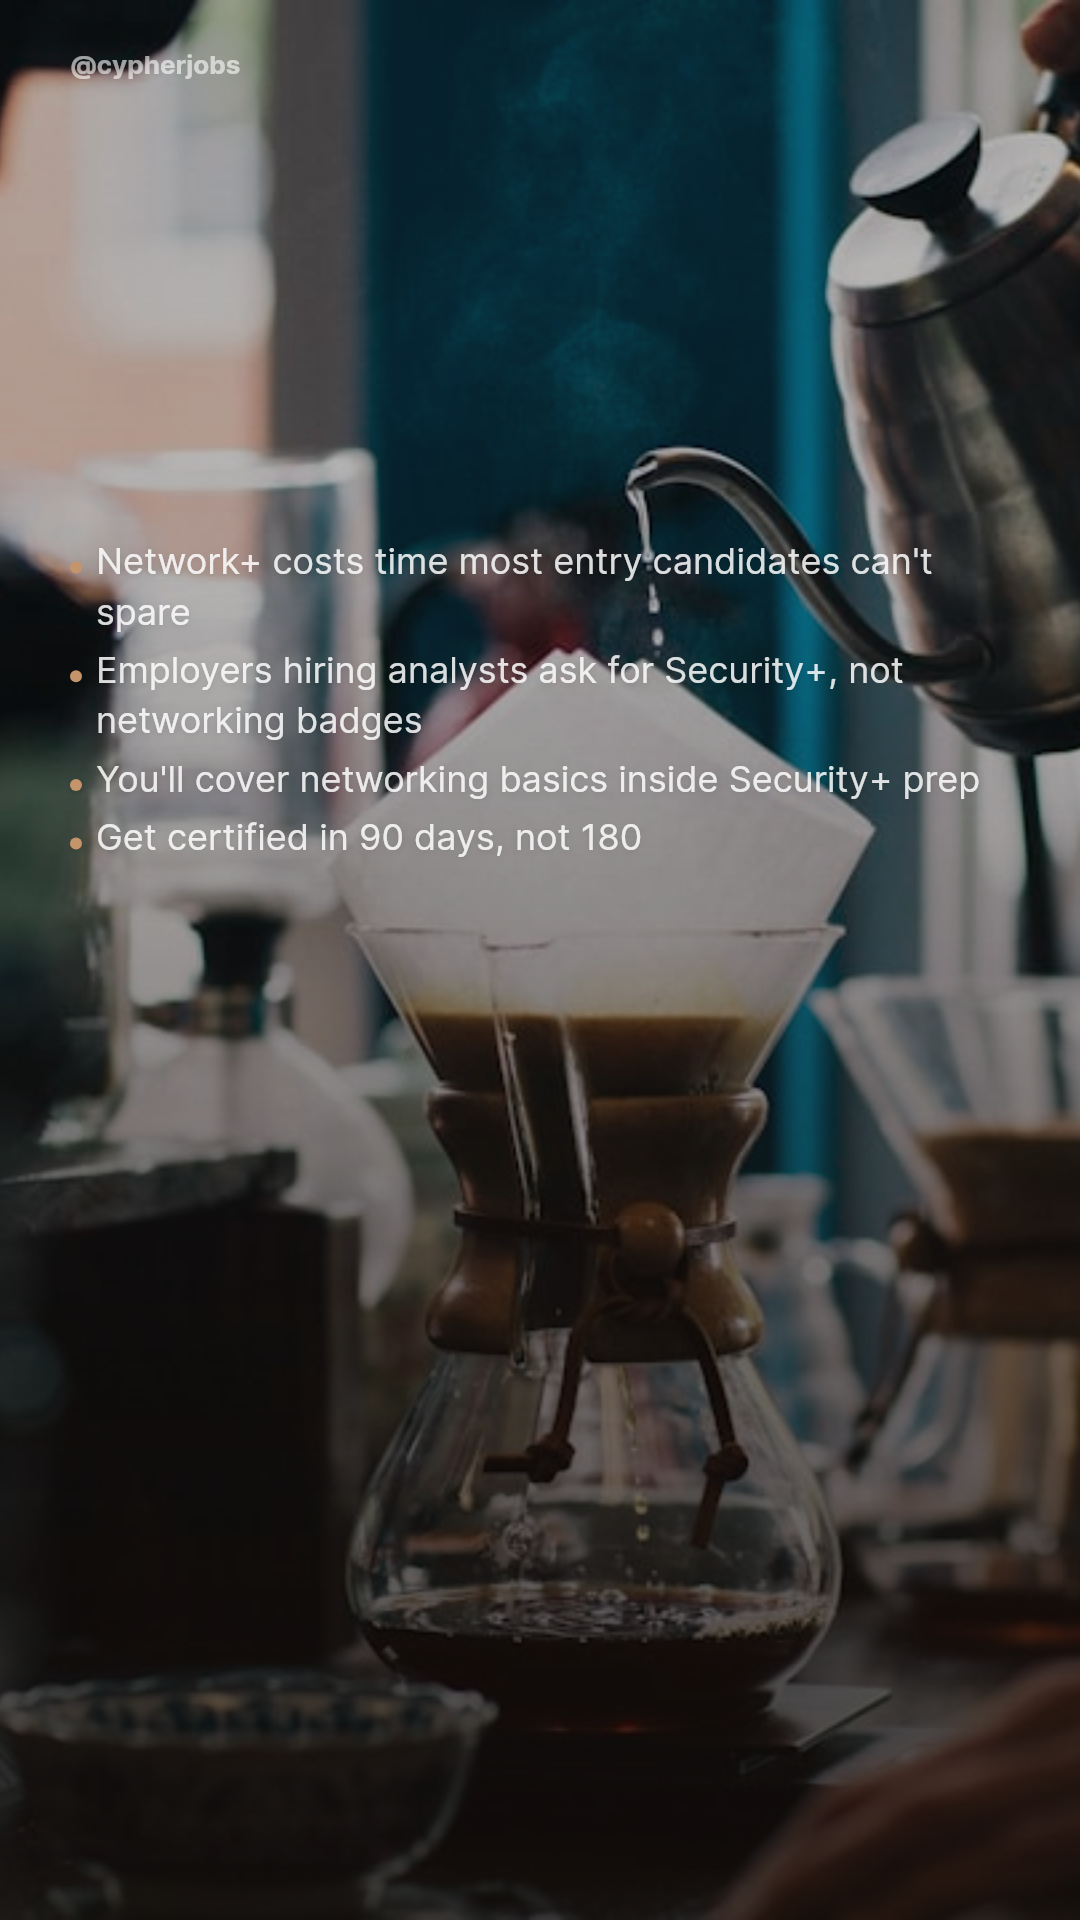 @cypherjobs
Network+ costs time most entry candidates can't
spare
Employers hiring analysts ask for Security+, not
networking badges
You'll cover networking basics inside Security+ prep
Get certified in 90 days, not 180